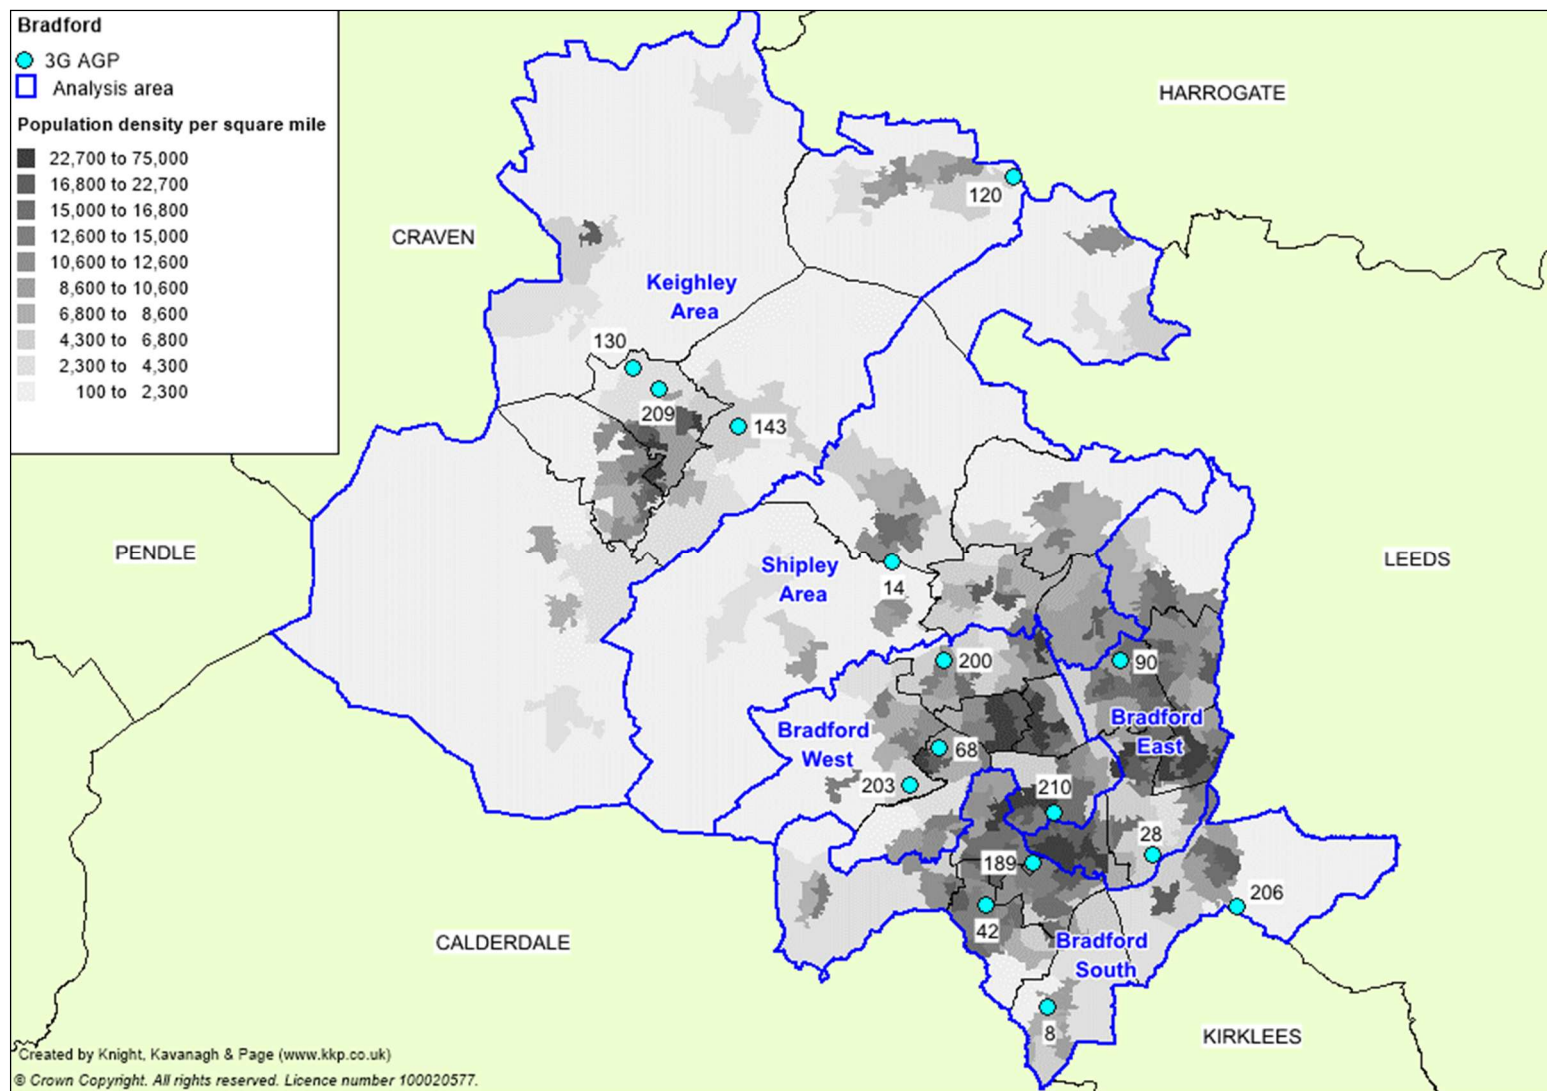 Bradford
3G AGP
Analysis area
Population density per square mile
22,700 to 75,000
16,800 to 22,700
15,000 to 16,800
12,600 to 15,000
10,600 to 12,600
8,600 to 10,600
6,800 to 8,600
4,300 to 6,800
2,300 to 4,300
100 to 2,300
HARROGATE
120
CRAVEN
Keighley
Area
130
209
143
PENDLE
LEEDS
Shipley
Area
14
200
90
Bradford
West
Bradford
East
68
203
210
28
189
206
42
CALDERDALE
Bradford
South
8
KIRKLEES
Created by Knight, Kavanagh & Page (www.kkp.co.uk)
© Crown Copyright. All rights reserved. Licence number 100020577.